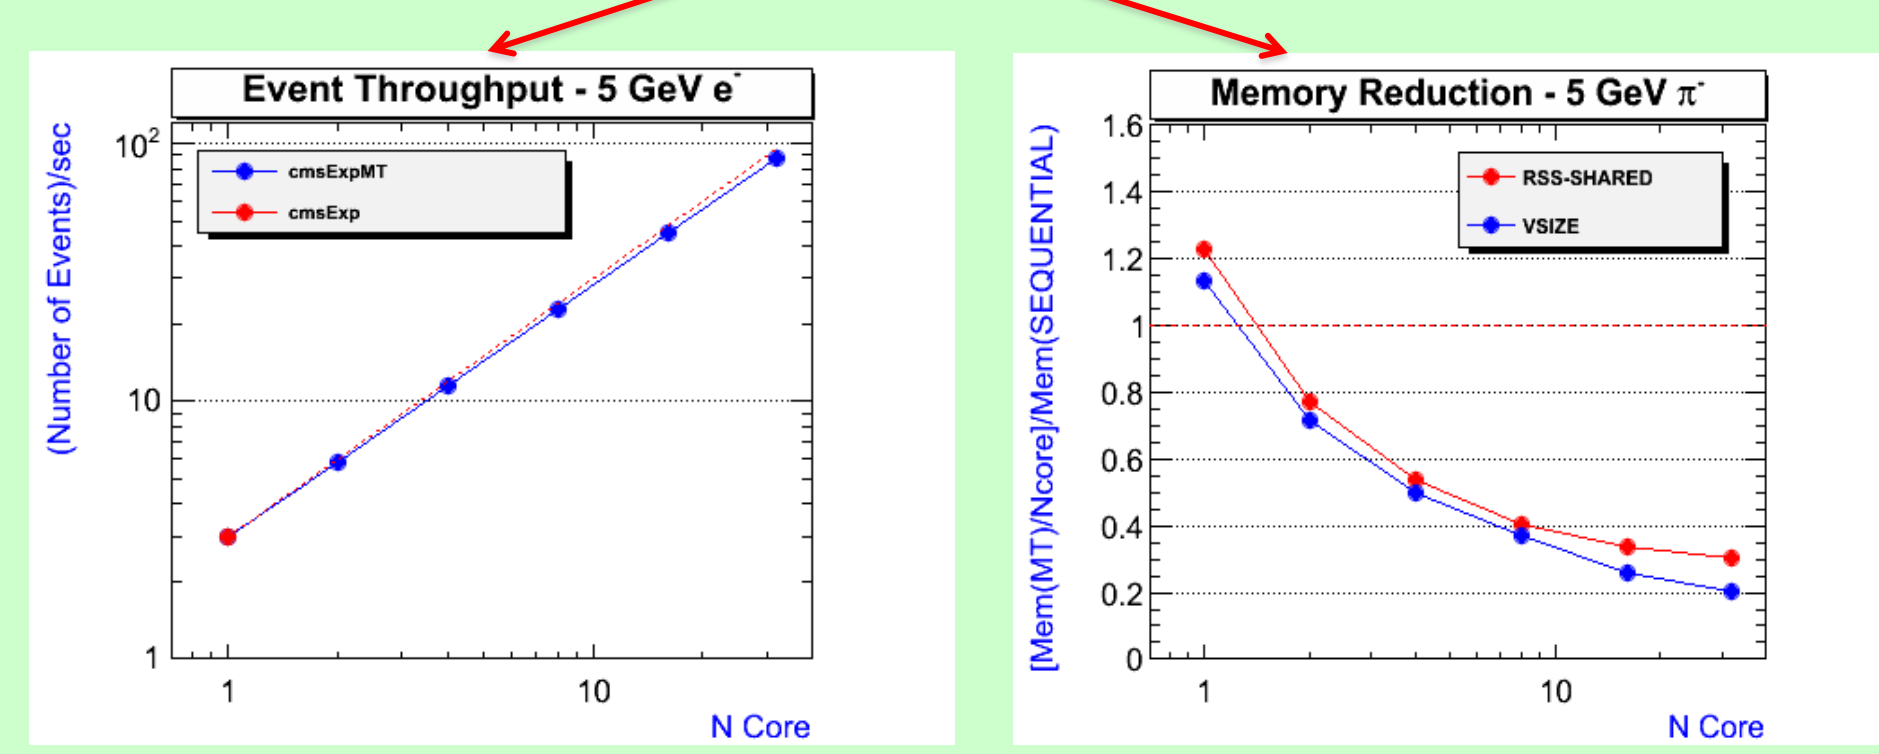 Event Throughput - 5 GeV e-
(Number of Events)/sec
10²
10
1
cmsExpMT
cmsExp
1
10
N Core
Memory Reduction - 5 GeV π-
[Mem(MT)/Ncore]/Mem(SEQUENTIAL)
1.6
1.4
1.2
1
0.8
0.6
0.4
0.2
0
RSS-SHARED
VSIZE
1
10
N Core